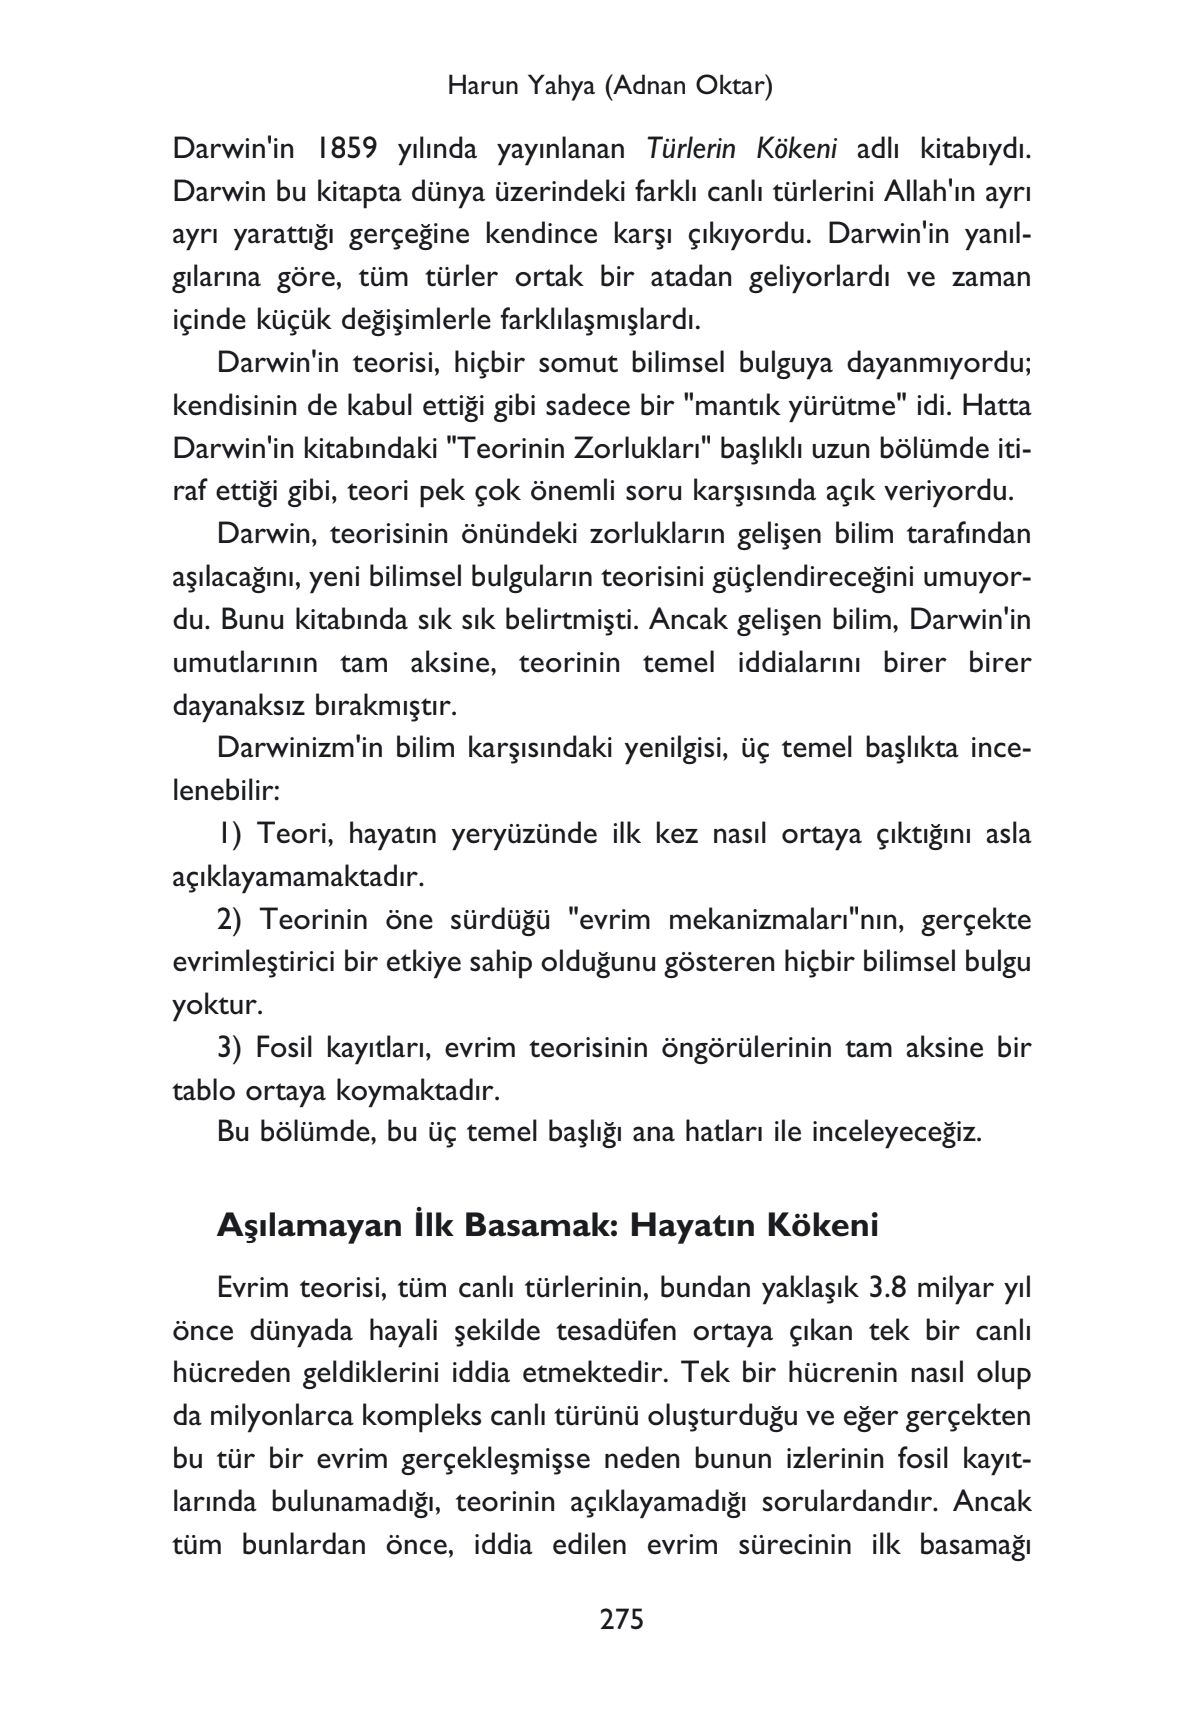 Harun Yahya (Adnan Oktar)
Darwin'in 1859 yılında yayınlanan Türlerin Kökeni adlı kitabıydı.
Darwin bu kitapta dünya üzerindeki farklı canlı türlerini Allah'ın ayrı
ayrı yarattığı gerçeğine kendince karşı çıkıyordu. Darwin'in yanıl-
gılarına göre, tüm türler ortak bir atadan geliyorlardı ve zaman
içinde küçük değişimlerle farklılaşmışlardı.
Darwin'in teorisi, hiçbir somut bilimsel bulguya dayanmıyordu;
kendisinin de kabul ettiği gibi sadece bir "mantık yürütme" idi. Hatta
Darwin'in kitabındaki "Teorinin Zorlukları" başlıklı uzun bölümde iti-
raf ettiği gibi, teori pek çok önemli soru karşısında açık veriyordu.
Darwin, teorisinin önündeki zorlukların gelişen bilim tarafından
aşılacağını, yeni bilimsel bulguların teorisini güçlendireceğini umuyor-
du. Bunu kitabında sık sık belirtmişti. Ancak gelişen bilim, Darwin'in
umutlarının tam aksine, teorinin temel iddialarını birer birer
dayanaksız bırakmıştır.
Darwinizm'in bilim karşısındaki yenilgisi, üç temel başlıkta ince-
lenebilir:
1) Teori, hayatın yeryüzünde ilk kez nasıl ortaya çıktığını asla
açıklayamamaktadır.
2) Teorinin öne sürdüğü "evrim mekanizmaları"nın, gerçekte
evrimleştirici bir etkiye sahip olduğunu gösteren hiçbir bilimsel bulgu
yoktur.
3) Fosil kayıtları, evrim teorisinin öngörülerinin tam aksine bir
tablo ortaya koymaktadır.
Bu bölümde, bu üç temel başlığı ana hatları ile inceleyeceğiz.
Aşılamayan İlk Basamak: Hayatın Kökeni
Evrim teorisi, tüm canlı türlerinin, bundan yaklaşık 3.8 milyar yıl
önce dünyada hayali şekilde tesadüfen ortaya çıkan tek bir canlı
hücreden geldiklerini iddia etmektedir. Tek bir hücrenin nasıl olup
da milyonlarca kompleks canlı türünü oluşturduğu ve eğer gerçekten
bu tür bir evrim gerçekleşmişse neden bunun izlerinin fosil kayıt-
larında bulunamadığı, teorinin açıklayamadığı sorulardandır. Ancak
tüm bunlardan önce, iddia edilen evrim sürecinin ilk basamağı
275